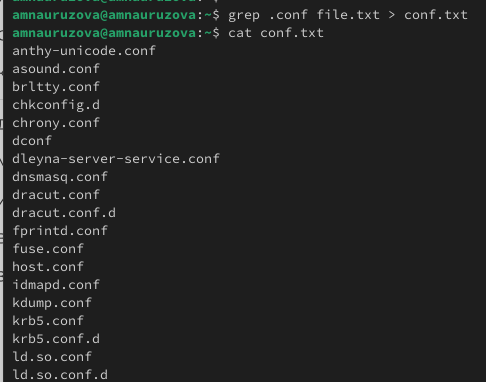 amnauruzova@amnauruzova:~$ grep .conf file.txt > conf.txt
amnauruzova@amnauruzova:~$ cat conf.txt
anthy-unicode.conf
asound.conf
brltty.conf
chkconfig.d
chrony.conf
dconf
dleyna-server-service.conf
dnsmasq.conf
dracut.conf
dracut.conf.d
fprintd.conf
fuse.conf
host.conf
idmapd.conf
kdump.conf
krb5.conf
krb5.conf.d
ld.so.conf
ld.so.conf.d